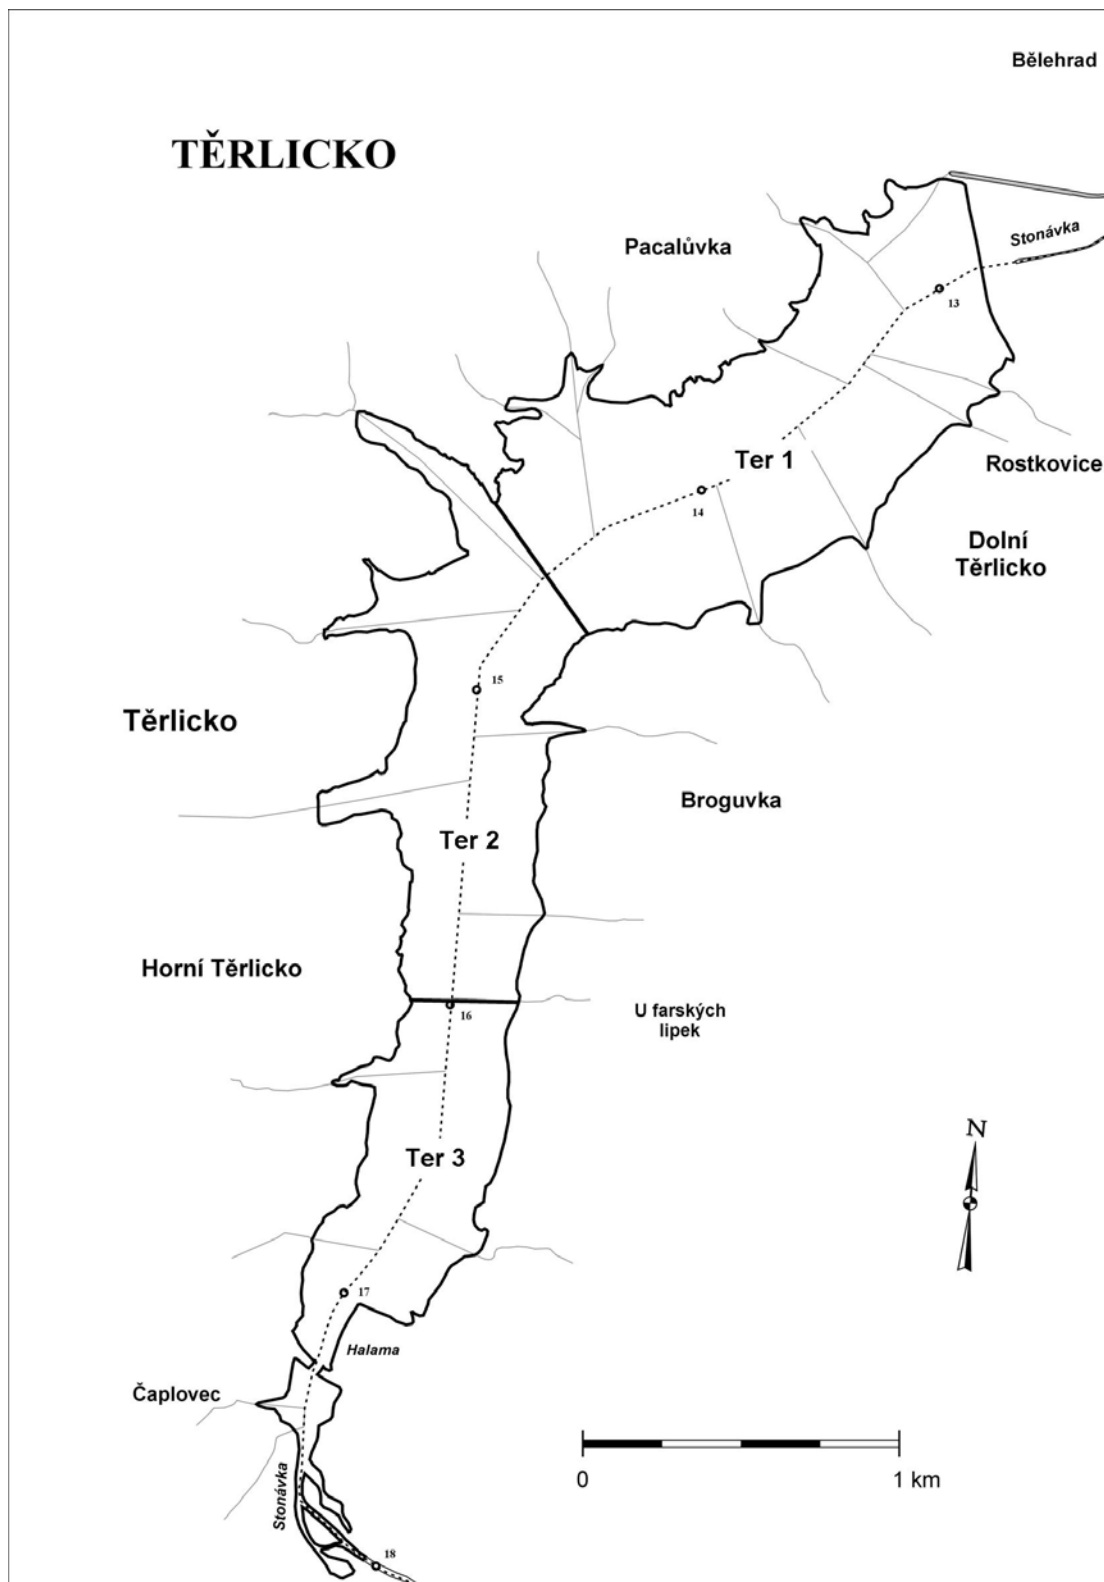 Bělehrad
TĚRLICKO
Stonávka
Pacalůvka
13
Ter 1
Rostkovice
14
Dolní
Těrlicko
15
Těrlicko
Broguvka
Ter 2
Horní Těrlicko
U farských
lipek
16
N
Ter 3
17
Halama
Čaplovec
0
1 km
Stonávka
18